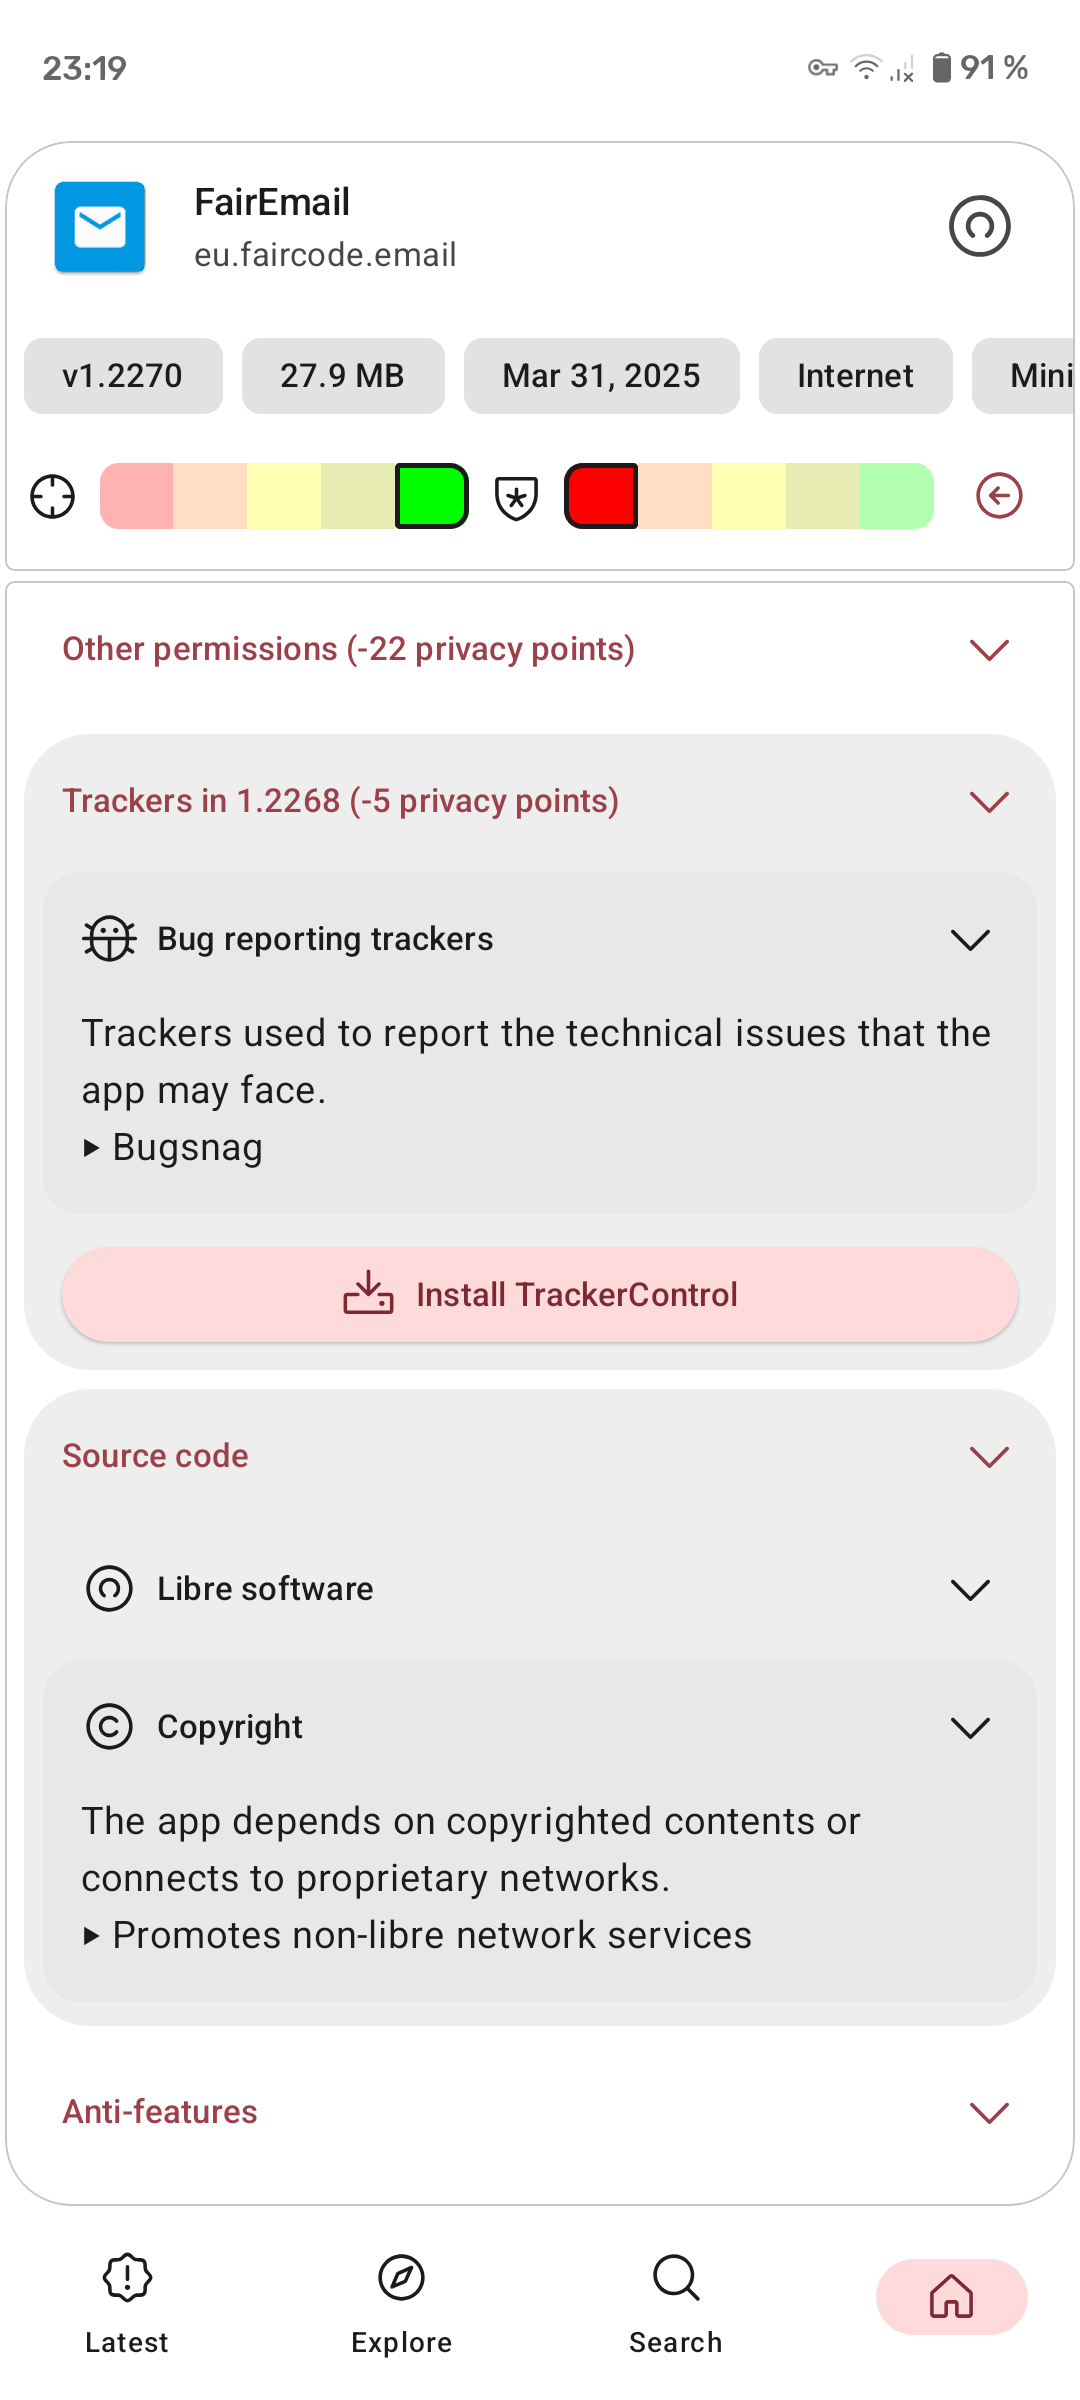 23:19
91 %
FairEmail
eu.faircode.email
v1.2270
27.9 MB
Mar 31, 2025
Internet
Mini
Other permissions (-22 privacy points)
Trackers in 1.2268 (-5 privacy points)
Bug reporting trackers
Trackers used to report the technical issues that the
app may face.
▸ Bugsnag
Install TrackerControl
Source code
Libre software
Copyright
The app depends on copyrighted contents or
connects to proprietary networks.
▸ Promotes non-libre network services
Anti-features
Latest
Explore
Search